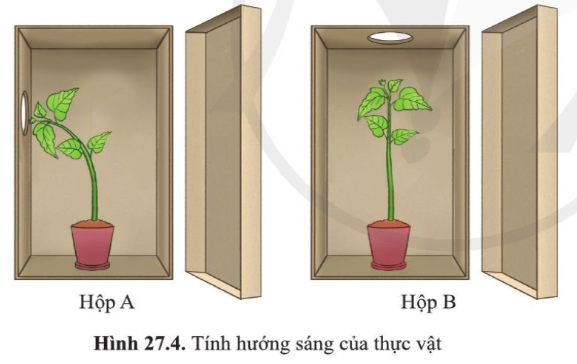 Hộp A
Hộp B
Hình 27.4. Tính hướng sáng của thực vật